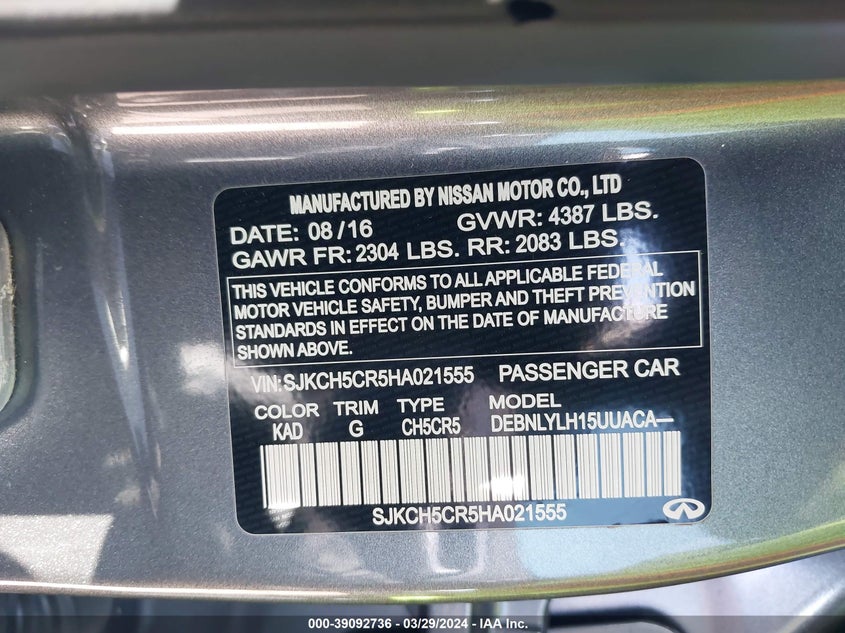 MANUFACTURED BY NISSAN MOTOR CO., LTD
DATE: 08 / 16 GVWR: 4387 LBS.
GAWR FR: 2304 LBS. RR: 2083 LBS.
THIS VEHICLE CONFORMS TO ALL APPLICABLE FEDERAL
MOTOR VEHICLE SAFETY, BUMPER AND THEFT PREVENTION
STANDARDS IN EFFECT ON THE DATE OF MANUFACTURE
SHOWN ABOVE.
VIN: SJKCH5CR5HA021555 PASSENGER CAR
COLOR TRIM TYPE MODEL
KAD G CH5CR5 DEBNLYLH15UUACA—
SJKCH5CR5HA021555
000-39092736 - 03/29/2024 - IAA Inc.